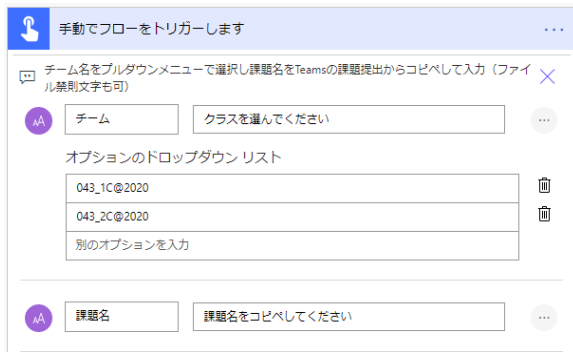 手動でフローをトリガーします
チーム名をプルダウンメニューで選択し課題名をTeamsの課題提出からコピペして入力（ファイ
ル禁則文字も可）
チーム クラスを選んでください
オプションのドロップダウン リスト
043_1C@2020
043_2C@2020
別のオプションを入力
課題名 課題名をコピペしてください